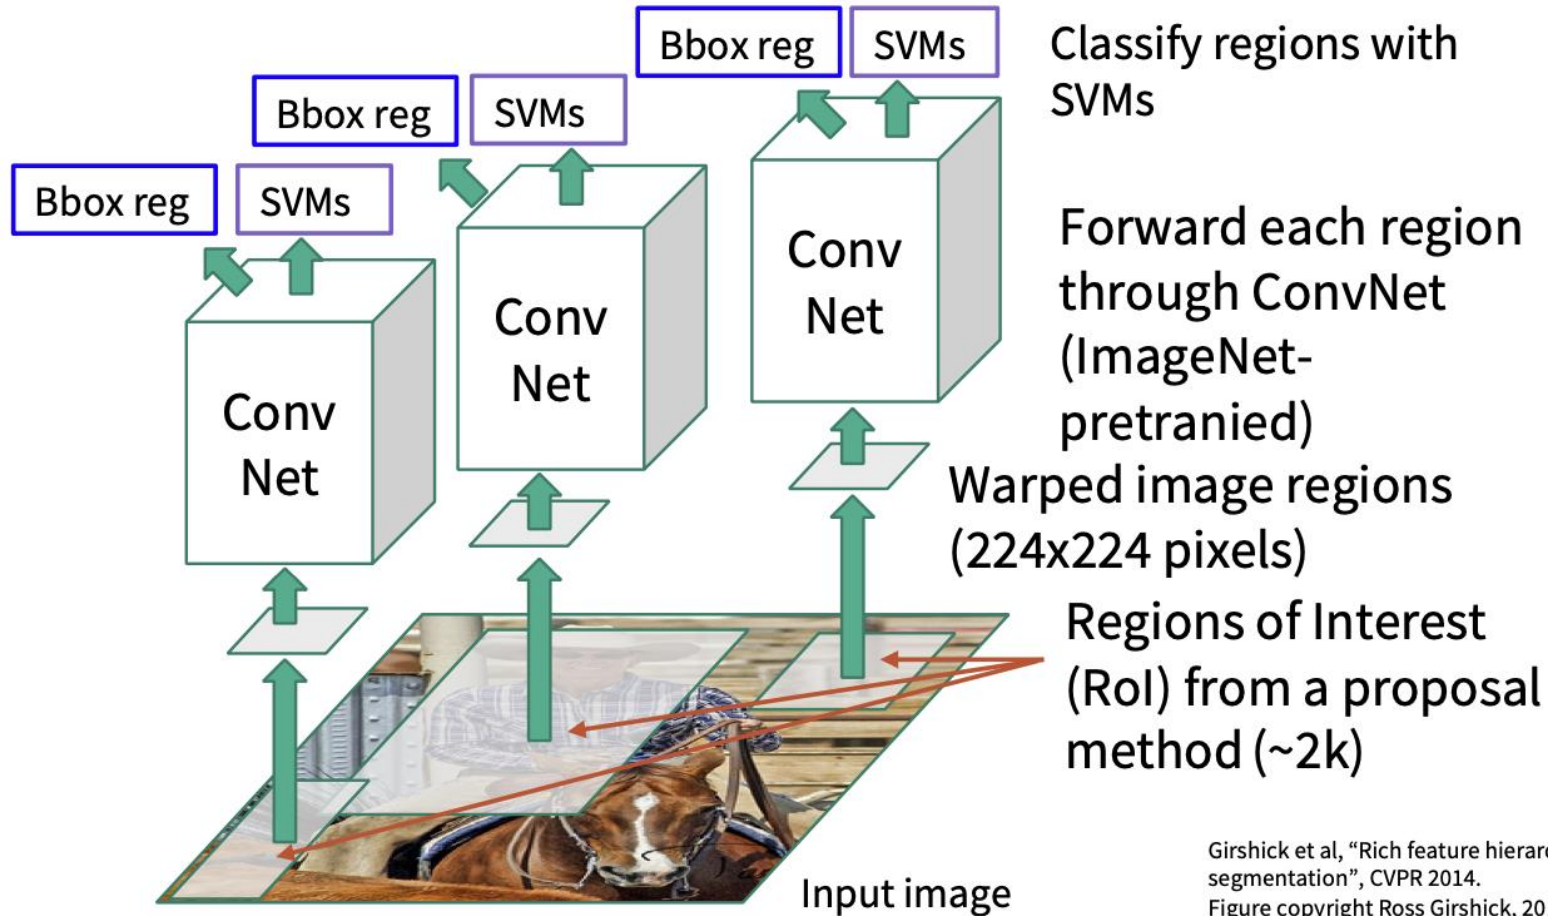 Bbox reg
SVMs
Classify regions with
SVMs
Bbox reg
SVMs
Bbox reg
SVMs
Conv
Net
Conv
Net
Conv
Net
Forward each region
through ConvNet
(ImageNet-
pretranied)
Warped image regions
(224x224 pixels)
Regions of Interest
(RoI) from a proposal
method (~2k)
Input image
Girshick et al, “Rich feature hierarc
segmentation”, CVPR 2014.
Figure copyright Ross Girshick, 20